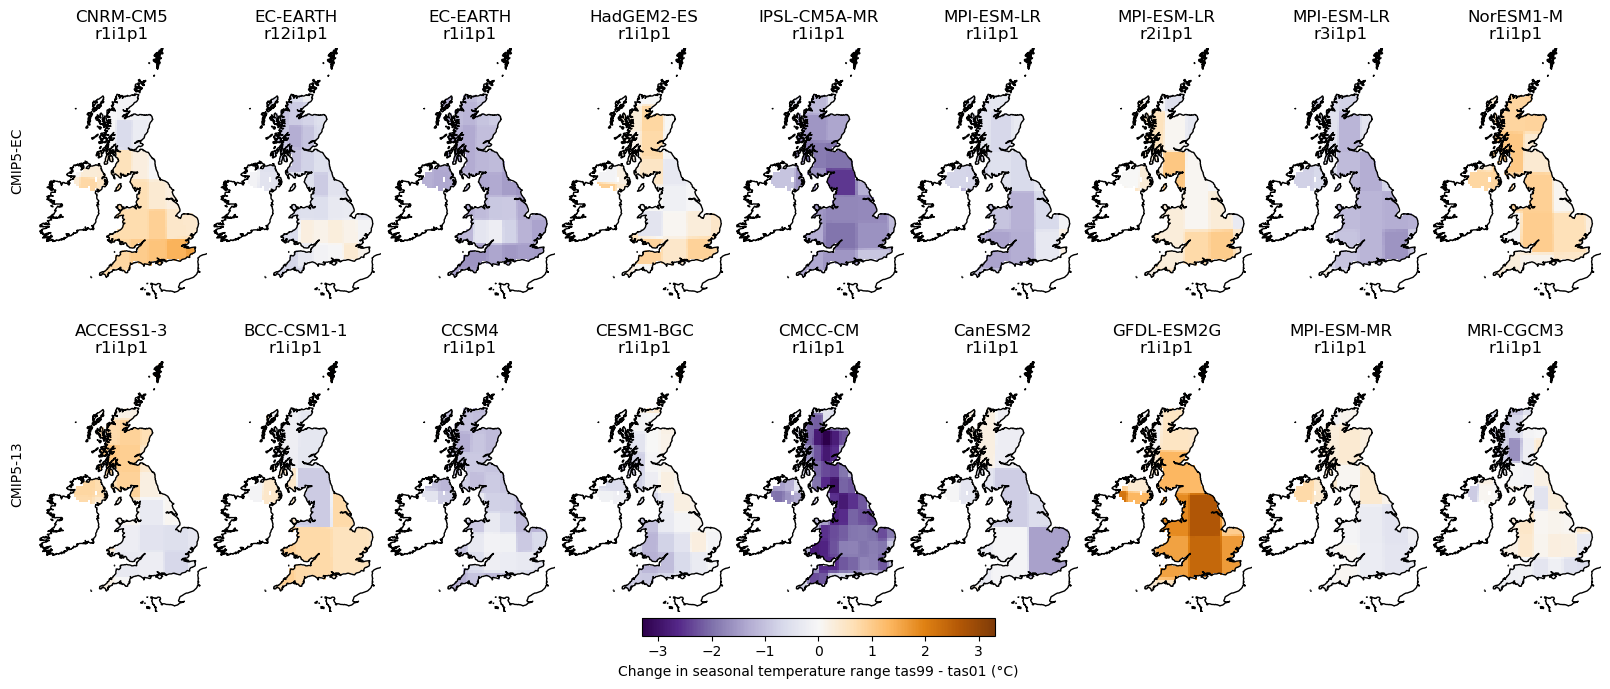 CNRM-CM5 EC-EARTH EC-EARTH HadGEM2-ES IPSL-CM5A-MR MPI-ESM-LR MPI-ESM-LR MPI-ESM-LR NorESM1-M
r1i1p1 r12i1p1 r1i1p1 r1i1p1 r1i1p1 r1i1p1 r2i1p1 r3i1p1 r1i1p1
CMIP5-EC
ACCESS1-3 BCC-CSM1-1 CCSM4 CESM1-BGC CMCC-CM CanESM2 GFDL-ESM2G MPI-ESM-MR MRI-CGCM3
r1i1p1 r1i1p1 r1i1p1 r1i1p1 r1i1p1 r1i1p1 r1i1p1 r1i1p1 r1i1p1
CMIP5-13
−3 −2 −1 0 1 2 3
Change in seasonal temperature range tas99 - tas01 (°C)